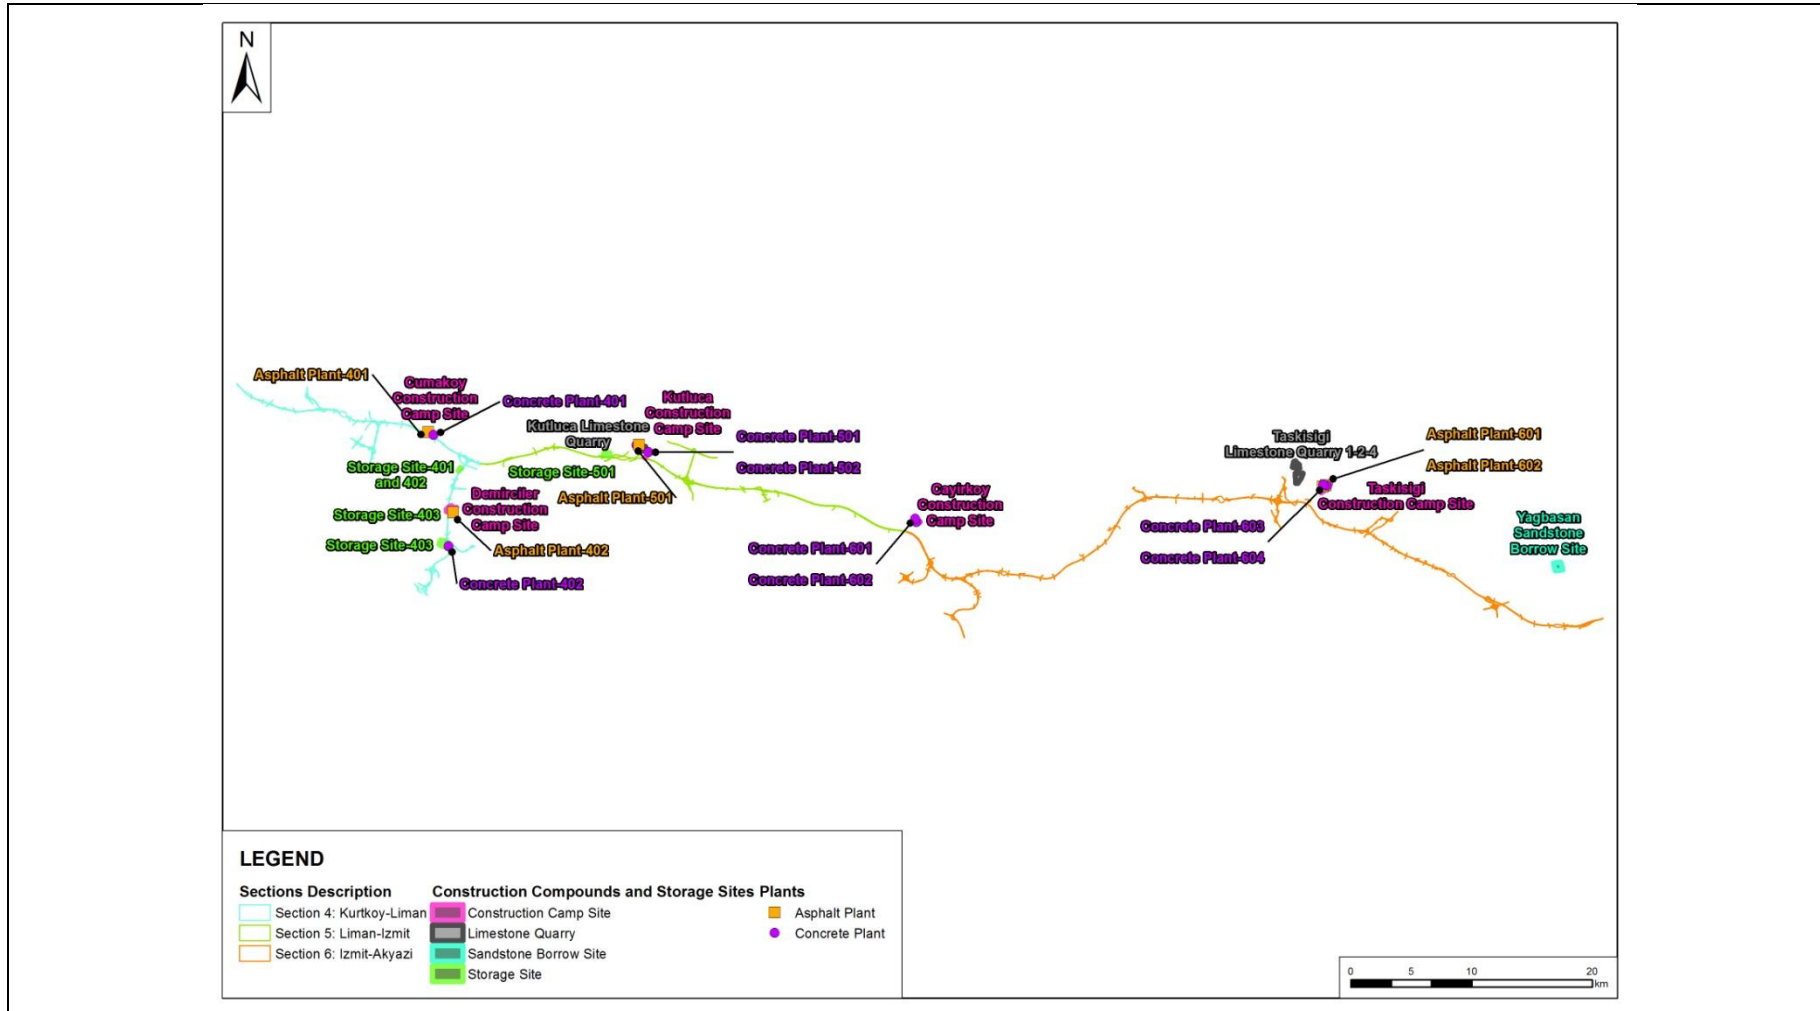 N
Asphalt Plant-401
Cumakoy
Construction
Camp Site
Concrete Plant-401
Kutluca Limestone
Quarry
Kutluca
Construction
Camp Site
Concrete Plant-501
Concrete Plant-502
Storage Site-401
and 402
Storage Site-501
Asphalt Plant-501
Demirciler
Construction
Camp Site
Storage Site-403
Storage Site-403
Asphalt Plant-402
Concrete Plant-402
Cayirkoy
Construction
Camp Site
Concrete Plant-601
Concrete Plant-602
Taskisigi
Limestone Quarry 1-2-4
Asphalt Plant-601
Asphalt Plant-602
Taskisigi
Construction Camp Site
Concrete Plant-603
Concrete Plant-604
Yagbasan
Sandstone
Borrow Site
LEGEND
Sections Description
Section 4: Kurtkoy-Liman
Section 5: Liman-Izmit
Section 6: Izmit-Akyazi
Construction Compounds and Storage Sites
Construction Camp Site
Limestone Quarry
Sandstone Borrow Site
Storage Site
Plants
Asphalt Plant
Concrete Plant
0 5 10 20
km